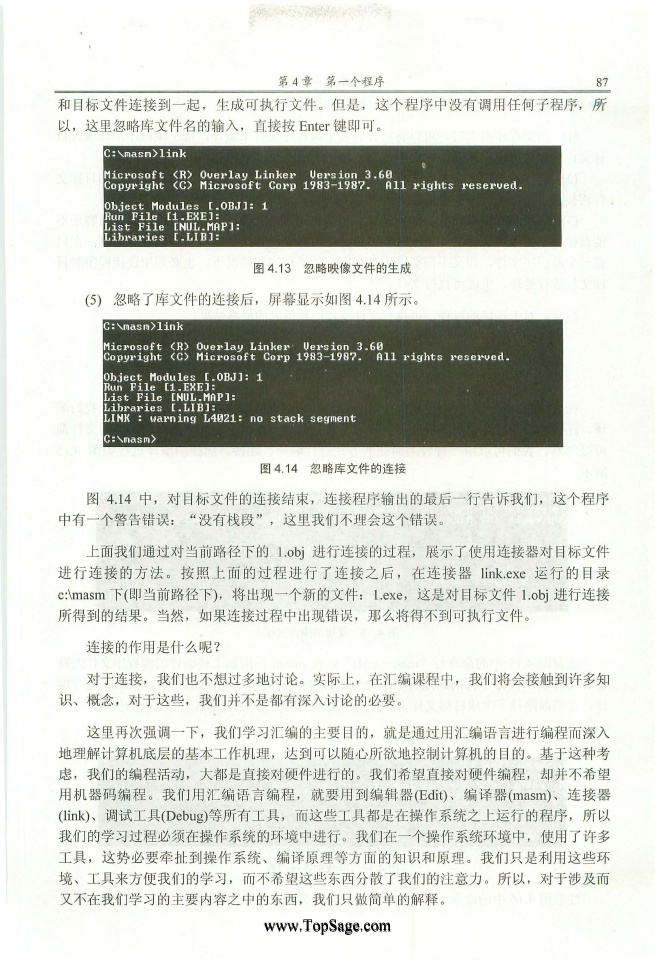 第 4 章 第一个程序 87
和目标文件连接到一起，生成可执行文件。但是，这个程序中没有调用任何子程序，所
以，这里忽略库文件名的输入，直接按 Enter 键即可。
C:\masm>link
Microsoft (R) Overlay Linker Version 3.60
Copyright (C) Microsoft Corp 1983-1987. All rights reserved.
Object Modules [.OBJ]: 1
Run File [1.EXE]:
List File [NUL.MAP]:
Libraries [.LIB]:
图 4.13 忽略映像文件的生成
(5) 忽略了库文件的连接后，屏幕显示如图 4.14 所示。
C:\masm>link
Microsoft (R) Overlay Linker Version 3.60
Copyright (C) Microsoft Corp 1983-1987. All rights reserved.
Object Modules [.OBJ]: 1
Run File [1.EXE]:
List File [NUL.MAP]:
Libraries [.LIB]:
LINK : warning L4021: no stack segment
C:\masm>
图 4.14 忽略库文件的连接
图 4.14 中，对目标文件的连接结束，连接程序输出的最后一行告诉我们，这个程序
中有一个警告错误：“没有栈段”，这里我们不理会这个错误。
上面我们通过对当前路径下的 1.obj 进行连接的过程，展示了使用连接器对目标文件
进行连接的方法。按照上面的过程进行了连接之后，在连接器 link.exe 运行的目录
c:\masm 下(即当前路径下)，将出现一个新的文件：1.exe，这是对目标文件 1.obj 进行连接
所得到的结果。当然，如果连接过程中出现错误，那么将得不到可执行文件。
连接的作用是什么呢？
对于连接，我们也不想过多地讨论。实际上，在汇编课程中，我们将会接触到许多知
识、概念，对于这些，我们并不是都有深入讨论的必要。
这里再次强调一下，我们学习汇编的主要目的，就是通过用汇编语言进行编程而深入
地理解计算机底层的基本工作机理，达到可以随心所欲地控制计算机的目的。基于这种考
虑，我们的编程活动，大都是直接对硬件进行的。我们希望直接对硬件编程，却并不希望
用机器码编程。我们用汇编语言编程，就要用到编辑器(Edit)、编译器(masm)、连接器
(link)、调试工具(Debug)等所有工具，而这些工具都是在操作系统之上运行的程序，所以
我们的学习过程必须在操作系统的环境中进行。我们在一个操作系统环境中，使用了许多
工具，这势必要牵扯到操作系统、编译原理等方面的知识和原理。我们只是利用这些环
境、工具来方便我们的学习，而不希望这些东西分散了我们的注意力。所以，对于涉及而
又不在我们学习的主要内容之中的东西，我们只做简单的解释。
www.TopSage.com